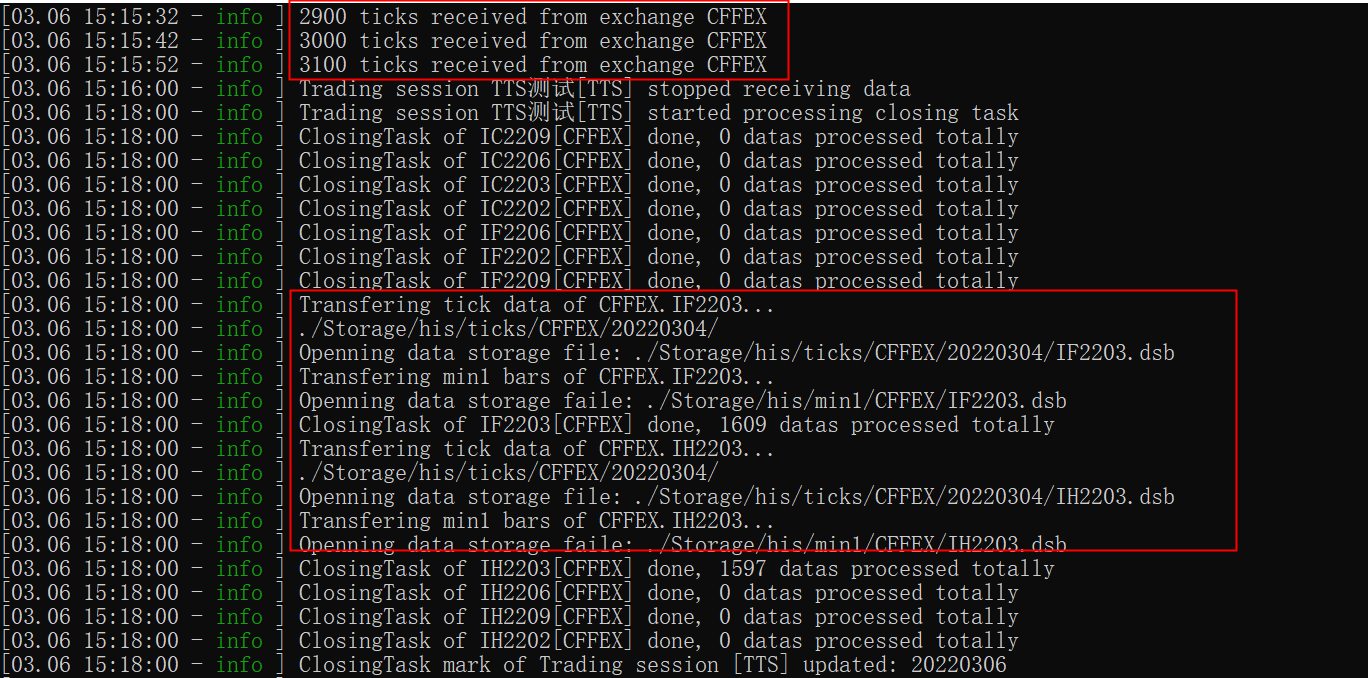 [03.06 15:15:32 - info ] 2900 ticks received from exchange CFFEX
[03.06 15:15:42 - info ] 3000 ticks received from exchange CFFEX
[03.06 15:15:52 - info ] 3100 ticks received from exchange CFFEX
[03.06 15:16:00 - info ] Trading session TTS测试[TTS] stopped receiving data
[03.06 15:18:00 - info ] Trading session TTS测试[TTS] started processing closing task
[03.06 15:18:00 - info ] ClosingTask of IC2209[CFFEX] done, 0 datas processed totally
[03.06 15:18:00 - info ] ClosingTask of IC2206[CFFEX] done, 0 datas processed totally
[03.06 15:18:00 - info ] ClosingTask of IC2203[CFFEX] done, 0 datas processed totally
[03.06 15:18:00 - info ] ClosingTask of IC2202[CFFEX] done, 0 datas processed totally
[03.06 15:18:00 - info ] ClosingTask of IF2206[CFFEX] done, 0 datas processed totally
[03.06 15:18:00 - info ] ClosingTask of IF2202[CFFEX] done, 0 datas processed totally
[03.06 15:18:00 - info ] ClosingTask of IF2209[CFFEX] done, 0 datas processed totally
[03.06 15:18:00 - info ] Transfering tick data of CFFEX.IF2203...
[03.06 15:18:00 - info ] ./Storage/his/ticks/CFFEX/20220304/
[03.06 15:18:00 - info ] Openning data storage file: ./Storage/his/ticks/CFFEX/20220304/IF2203.dsb
[03.06 15:18:00 - info ] Transfering min1 bars of CFFEX.IF2203...
[03.06 15:18:00 - info ] Openning data storage faile: ./Storage/his/min1/CFFEX/IF2203.dsb
[03.06 15:18:00 - info ] ClosingTask of IF2203[CFFEX] done, 1609 datas processed totally
[03.06 15:18:00 - info ] Transfering tick data of CFFEX.IH2203...
[03.06 15:18:00 - info ] ./Storage/his/ticks/CFFEX/20220304/
[03.06 15:18:00 - info ] Openning data storage file: ./Storage/his/ticks/CFFEX/20220304/IH2203.dsb
[03.06 15:18:00 - info ] Transfering min1 bars of CFFEX.IH2203...
[03.06 15:18:00 - info ] Openning data storage faile: ./Storage/his/min1/CFFEX/IH2203.dsb
[03.06 15:18:00 - info ] ClosingTask of IH2203[CFFEX] done, 1597 datas processed totally
[03.06 15:18:00 - info ] ClosingTask of IH2206[CFFEX] done, 0 datas processed totally
[03.06 15:18:00 - info ] ClosingTask of IH2209[CFFEX] done, 0 datas processed totally
[03.06 15:18:00 - info ] ClosingTask of IH2202[CFFEX] done, 0 datas processed totally
[03.06 15:18:00 - info ] ClosingTask mark of Trading session [TTS] updated: 20220306